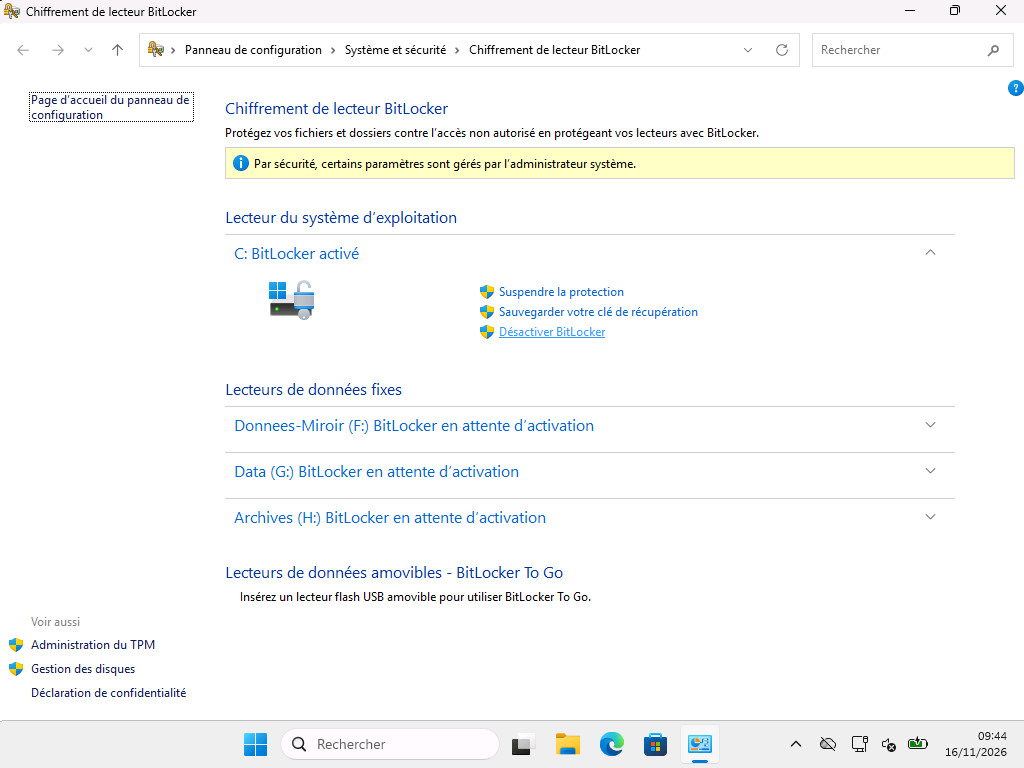 Chiffrement de lecteur BitLocker
Panneau de configuration
Système et sécurité
Chiffrement de lecteur BitLocker
Rechercher
?
Page d’accueil du panneau de
configuration
Chiffrement de lecteur BitLocker
Protégez vos fichiers et dossiers contre l’accès non autorisé en protégeant vos lecteurs avec BitLocker.
Par sécurité, certains paramètres sont gérés par l’administrateur système.
Lecteur du système d’exploitation
C: BitLocker activé
Suspendre la protection
Sauvegarder votre clé de récupération
Désactiver BitLocker
Lecteurs de données fixes
Donnees-Miroir (F:) BitLocker en attente d’activation
Data (G:) BitLocker en attente d’activation
Archives (H:) BitLocker en attente d’activation
Lecteurs de données amovibles - BitLocker To Go
Insérez un lecteur flash USB amovible pour utiliser BitLocker To Go.
Voir aussi
Administration du TPM
Gestion des disques
Déclaration de confidentialité
Rechercher
09:44
16/11/2026